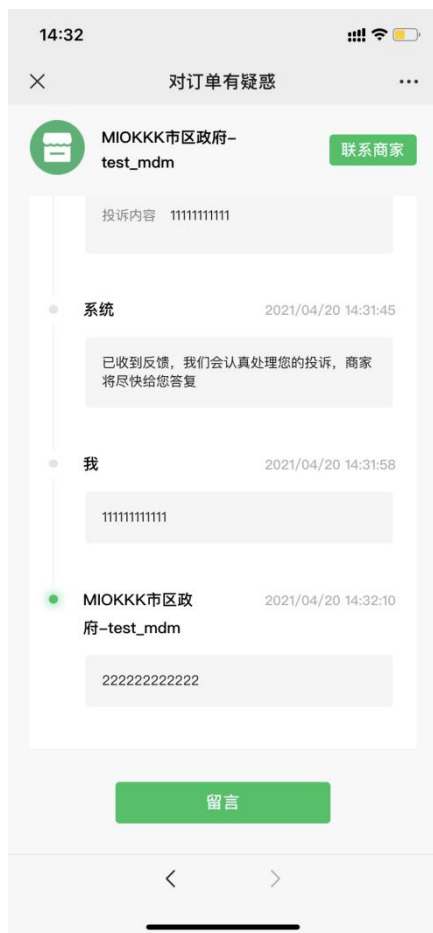 14:32
对订单有疑惑
MIOKKK市区政府-
test_mdm
联系商家
投诉内容 11111111111
系统 2021/04/20 14:31:45
已收到反馈，我们会认真处理您的投诉，商家
将尽快给您答复
我 2021/04/20 14:31:58
111111111111
MIOKKK市区政 2021/04/20 14:32:10
府-test_mdm
222222222222
留言